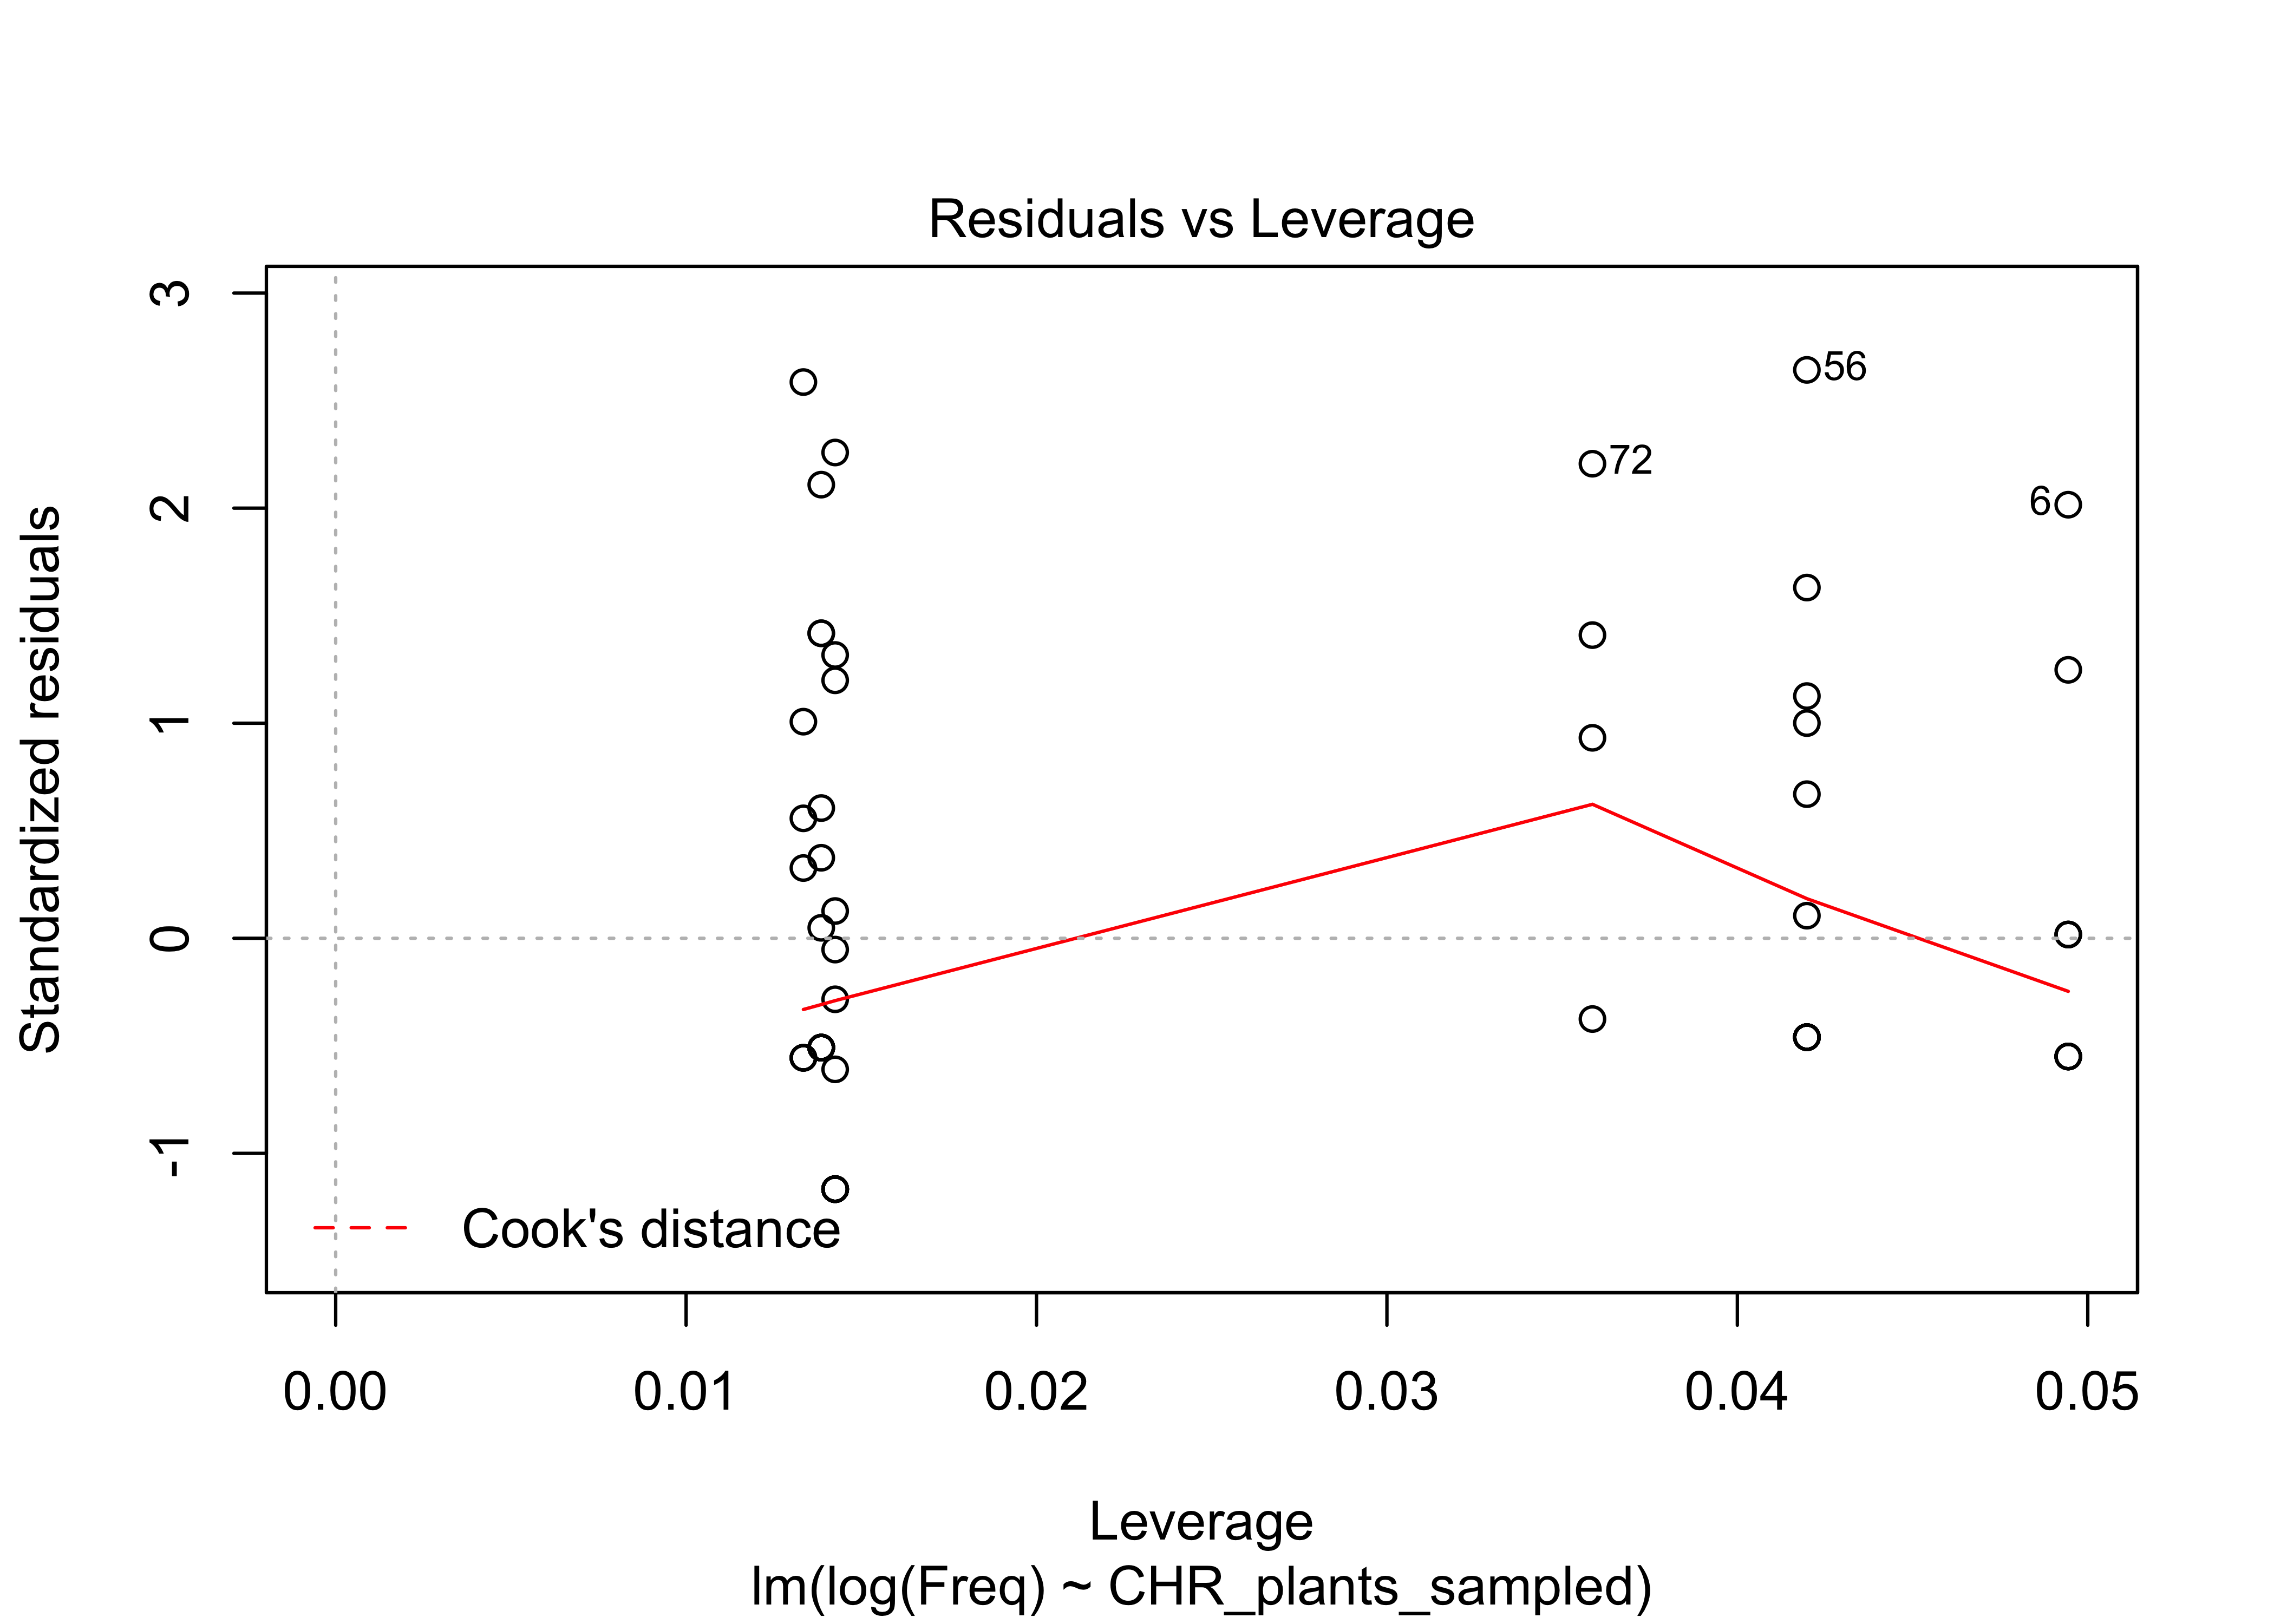 Residuals vs Leverage
3
2
1
0
-1
Standardized residuals
56
72
6
Cook's distance
0.00 0.01 0.02 0.03 0.04 0.05
Leverage
lm(log(Freq) ~ CHR_plants_sampled)